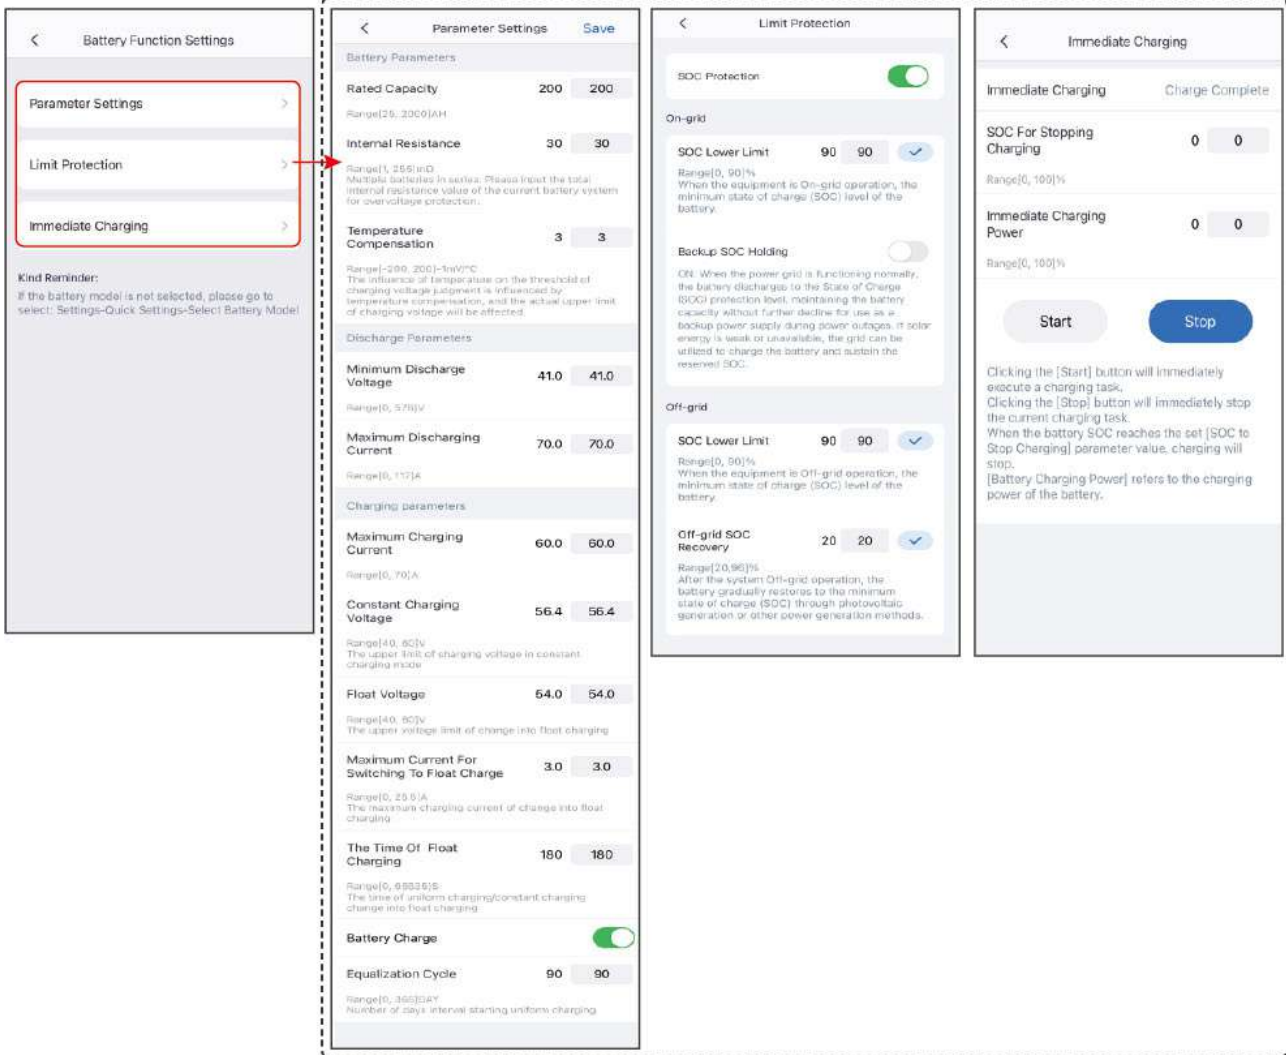 Battery Function Settings
Parameter Settings
Limit Protection
Immediate Charging
Kind Reminder:
If the battery model is not selected, please go to
select: Settings-Quick Settings-Select Battery Model
Parameter Settings
Save
Battery Parameters
Rated Capacity 200 200
Range[25, 2000]AH
Internal Resistance 30 30
Range[1, 255]mΩ
Multiple batteries in series. Please input the total
internal resistance value of the current battery system
for overvoltage protection.
Temperature
Compensation 3 3
Range[-200, 200]-1mV/°C
The influence of temperature on the threshold of
charging voltage judgment is influenced by
temperature compensation, and the actual upper limit
of charging voltage will be affected
Discharge Parameters
Minimum Discharge
Voltage 41.0 41.0
Range[0, 576]V
Maximum Discharging
Current 70.0 70.0
Range[0, 117]A
Charging parameters
Maximum Charging
Current 60.0 60.0
Range[0, 70]A
Constant Charging
Voltage 56.4 56.4
Range[40, 60]V
The upper limit of charging voltage in constant
charging mode
Float Voltage 54.0 54.0
Range[40, 60]V
The upper voltage limit of change into float charging
Maximum Current For
Switching To Float Charge 3.0 3.0
Range[0, 25.5]A
The maximum charging current of change into float
charging
The Time Of Float
Charging 180 180
Range[0, 65535]S
The time of uniform charging/constant charging
change into float charging
Battery Charge
Equalization Cycle 90 90
Range[0, 365]DAY
Number of days interval starting uniform charging
Limit Protection
SOC Protection
On-grid
SOC Lower Limit 90 90
Range[0, 90]%
When the equipment is On-grid operation, the
minimum state of charge (SOC) level of the
battery.
Backup SOC Holding
ON: When the power grid is functioning normally,
the battery discharges to the State of Charge
(SOC) protection level, maintaining the battery
capacity without further decline for use as a
backup power supply during power outages. If solar
energy is weak or unavailable, the grid can be
utilized to charge the battery and sustain the
reserved SOC.
Off-grid
SOC Lower Limit 90 90
Range[0, 90]%
When the equipment is Off-grid operation, the
minimum state of charge (SOC) level of the
battery.
Off-grid SOC
Recovery 20 20
Range[20,96]%
After the system Off-grid operation, the
battery gradually restores to the minimum
state of charge (SOC) through photovoltaic
generation or other power generation methods.
Immediate Charging
Immediate Charging Charge Complete
SOC For Stopping
Charging 0 0
Range[0, 100]%
Immediate Charging
Power 0 0
Range[0, 100]%
Start
Stop
Clicking the [Start] button will immediately
execute a charging task.
Clicking the [Stop] button will immediately stop
the current charging task.
When the battery SOC reaches the set [SOC to
Stop Charging] parameter value, charging will
stop.
[Battery Charging Power] refers to the charging
power of the battery.